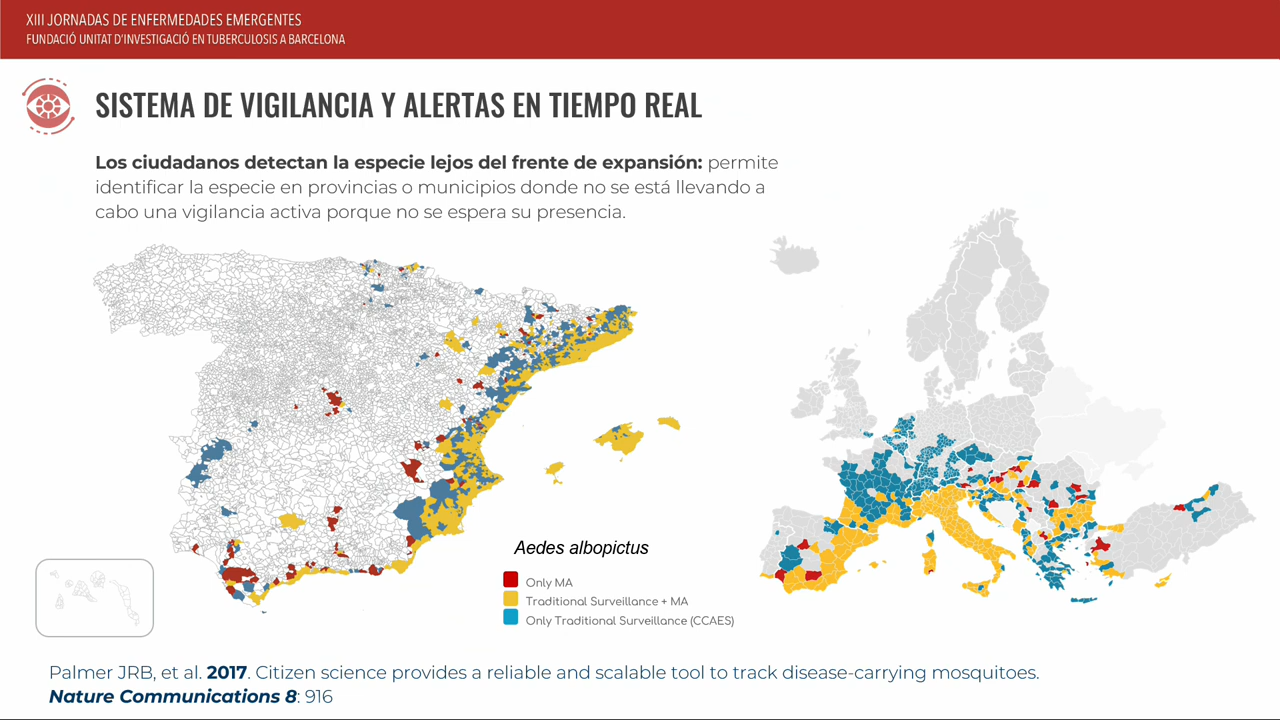 XIII JORNADAS DE ENFERMEDADES EMERGENTES
FUNDACIÓ UNITAT D'INVESTIGACIÓ EN TUBERCULOSIS A BARCELONA
SISTEMA DE VIGILANCIA Y ALERTAS EN TIEMPO REAL
Los ciudadanos detectan la especie lejos del frente de expansión: permite
identificar la especie en provincias o municipios donde no se está llevando a
cabo una vigilancia activa porque no se espera su presencia.
Aedes albopictus
Only MA
Traditional Surveillance + MA
Only Traditional Surveillance (CCAES)
Palmer JRB, et al. 2017. Citizen science provides a reliable and scalable tool to track disease-carrying mosquitoes.
Nature Communications 8: 916